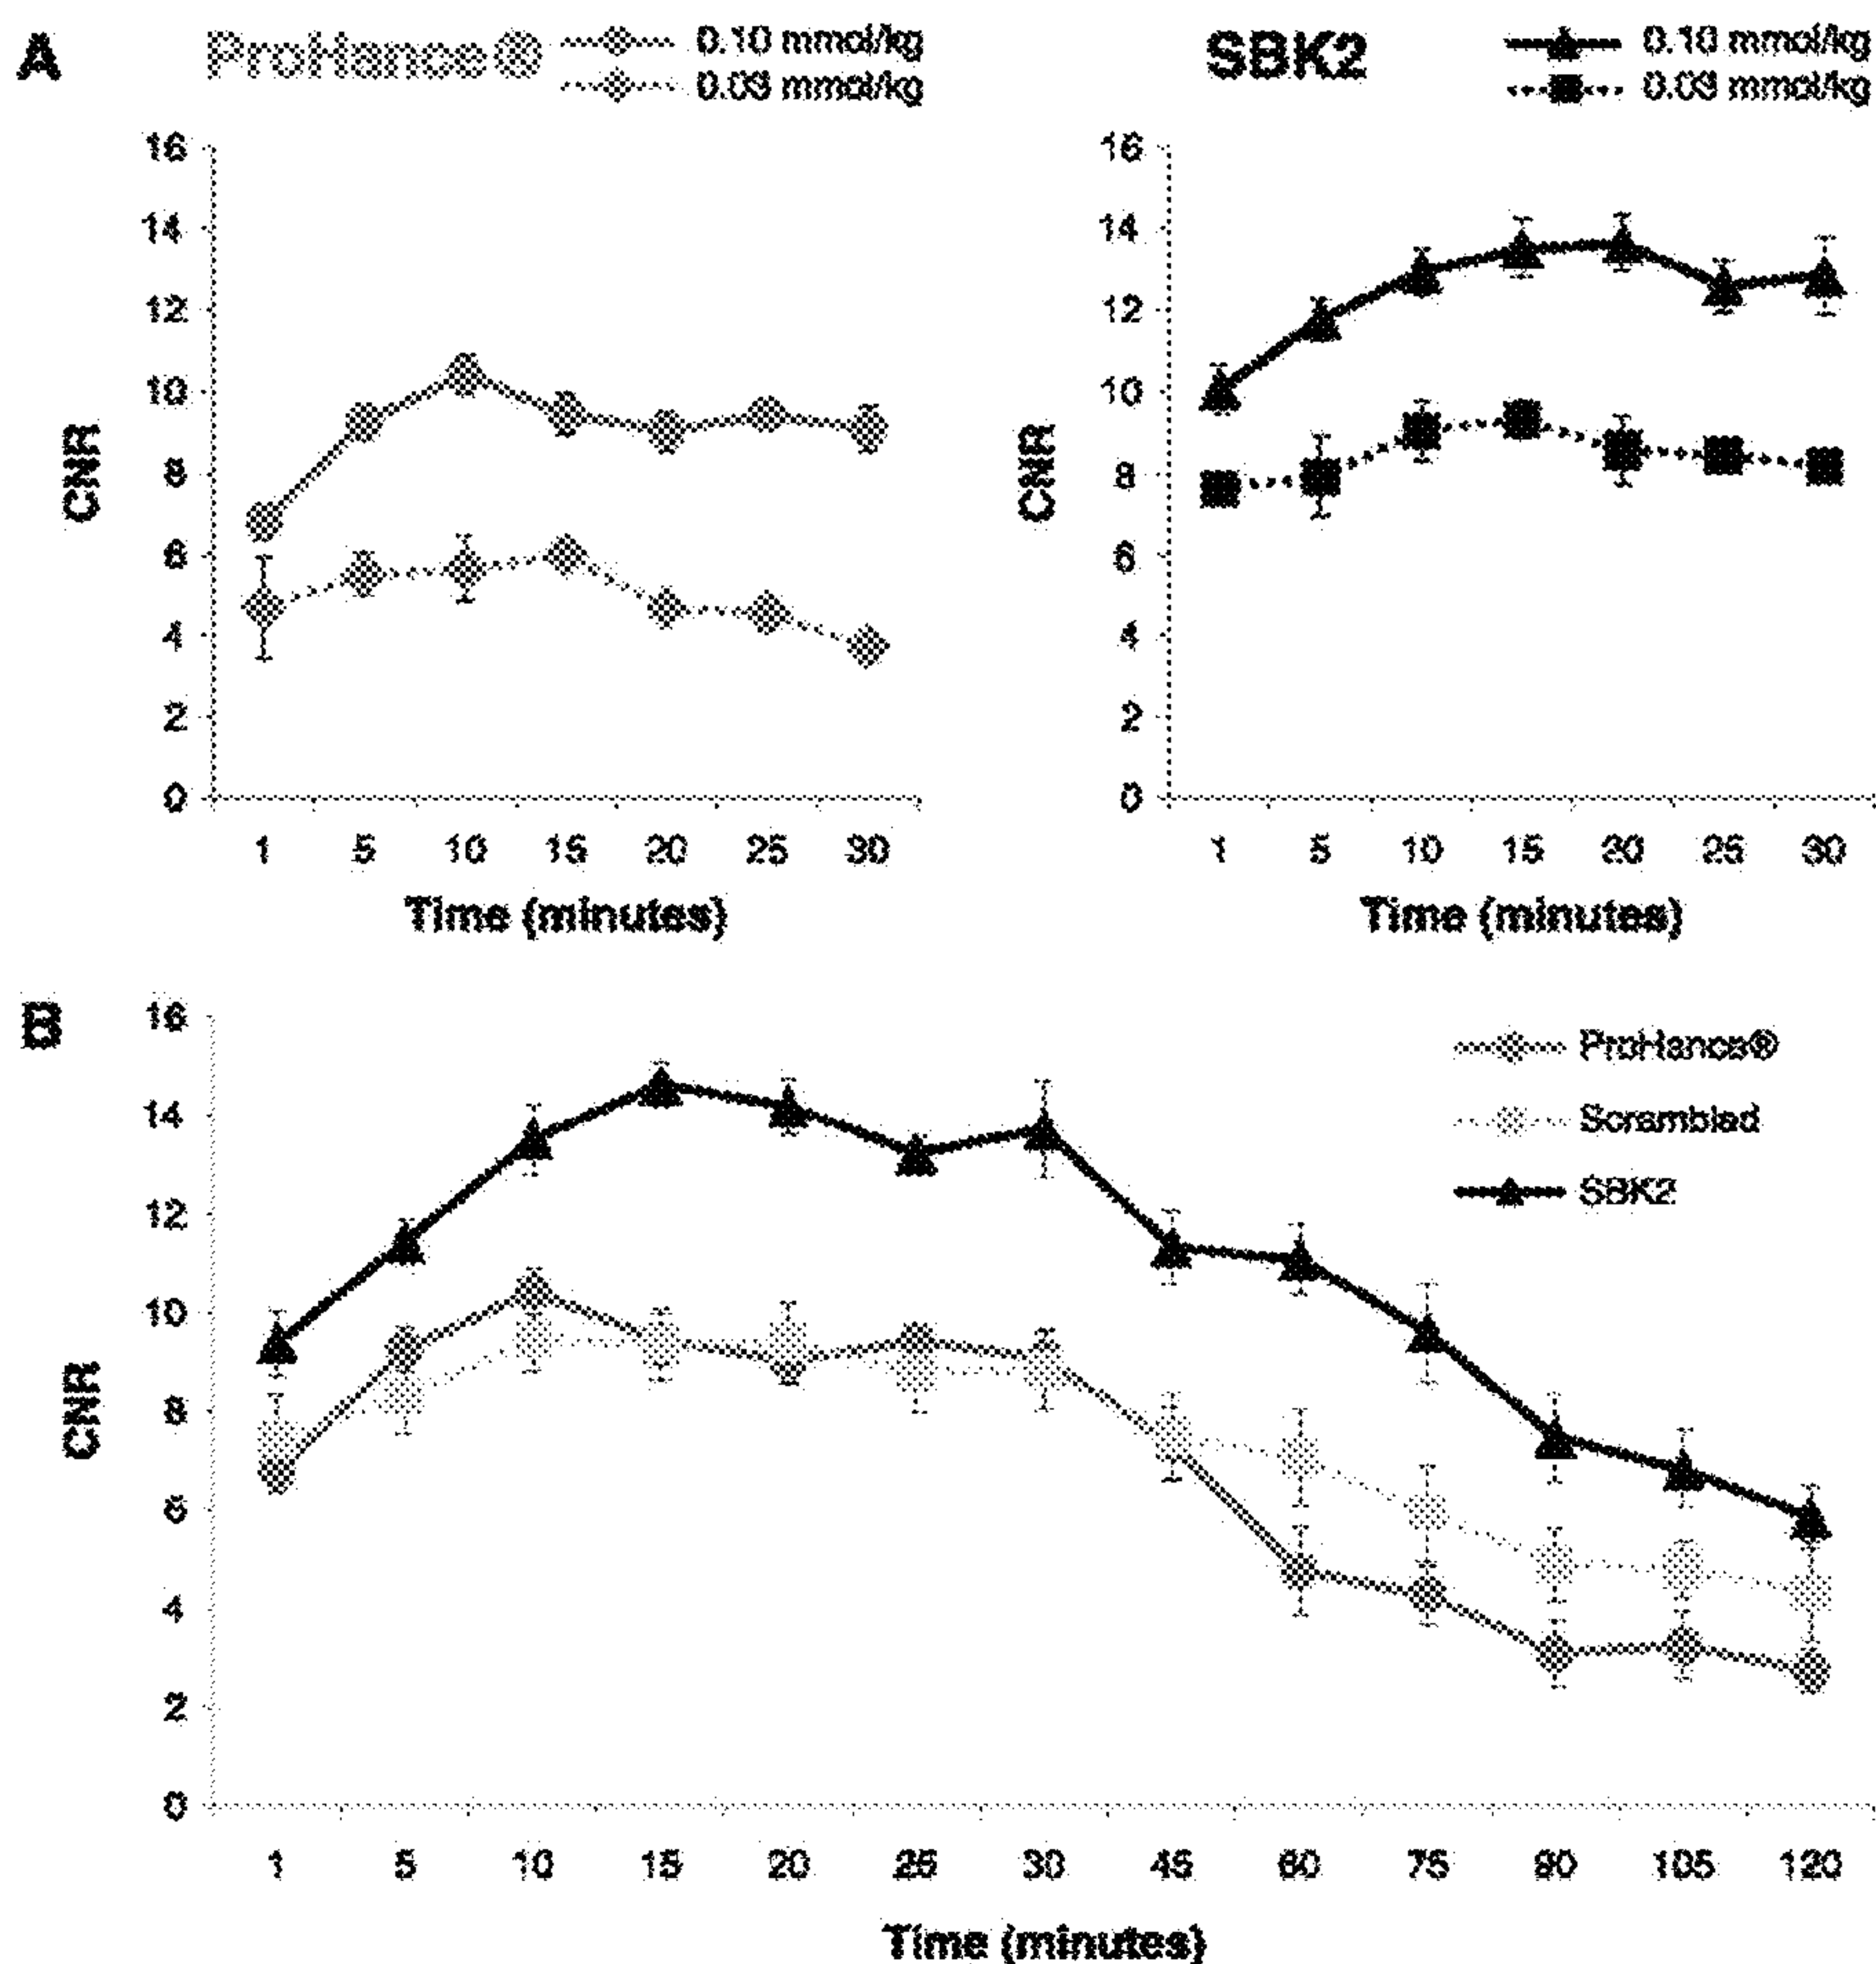 A
ProHance®
0.10 mmol/kg
0.03 mmol/kg
16
14
12
10
8
6
4
2
0
CNR
1 5 10 15 20 25 30
Time (minutes)
SBK2
0.10 mmol/kg
0.03 mmol/kg
16
14
12
10
8
6
4
2
0
CNR
1 5 10 15 20 25 30
Time (minutes)
B
ProHance®
Scrambled
SBK2
16
14
12
10
8
6
4
2
0
CNR
1 5 10 15 20 25 30 45 60 75 90 105 120
Time (minutes)